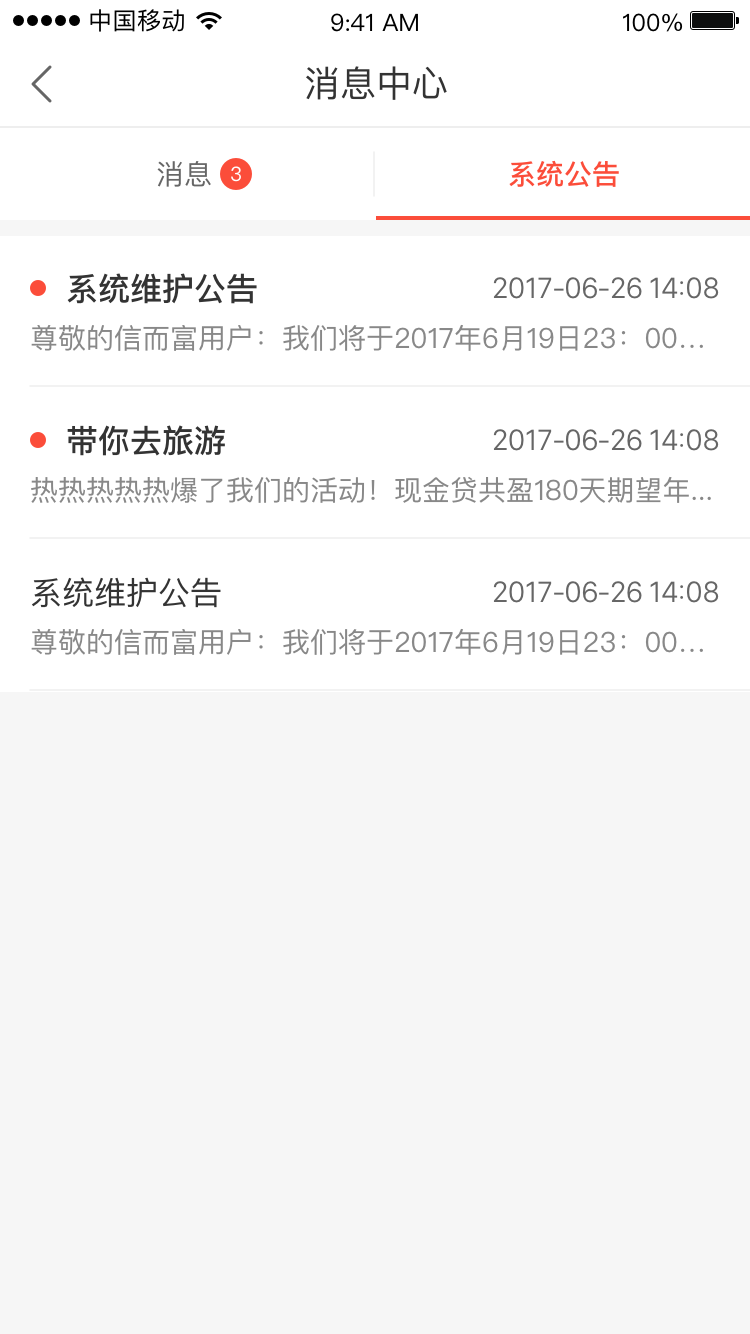 中国移动 9:41 AM 100%
消息中心
消息 3 系统公告
系统维护公告 2017-06-26 14:08
尊敬的信而富用户：我们将于2017年6月19日23：00...
带你去旅游 2017-06-26 14:08
热热热热热爆了我们的活动！现金贷共盈180天期望年...
系统维护公告 2017-06-26 14:08
尊敬的信而富用户：我们将于2017年6月19日23：00...